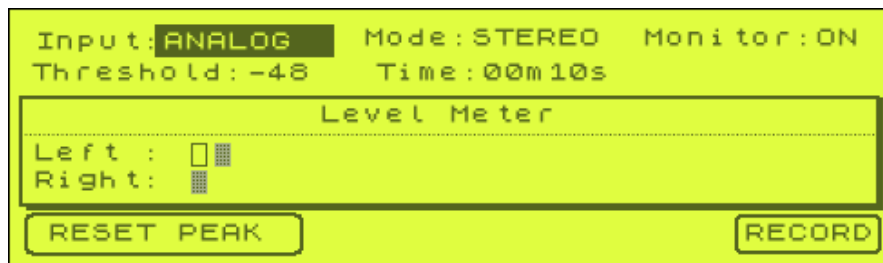 Input:ANALOG Mode:STEREO Monitor:ON
Threshold:-48 Time:00m10s
Level Meter
Left :
Right:
RESET PEAK RECORD